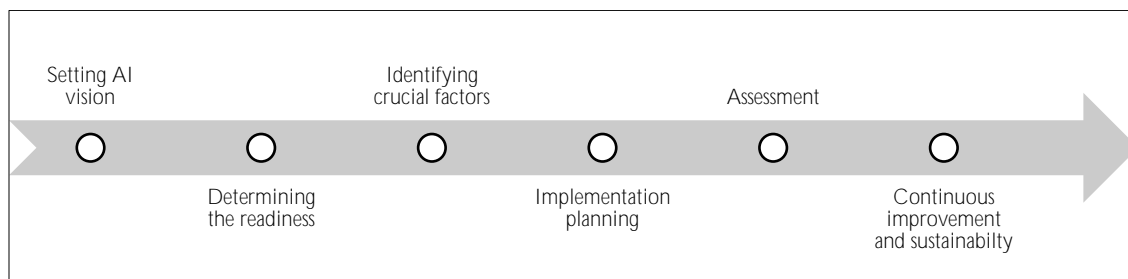 Setting AI
vision
Determining
the readiness
Identifying
crucial factors
Implementation
planning
Assessment
Continuous
improvement
and sustainabilty